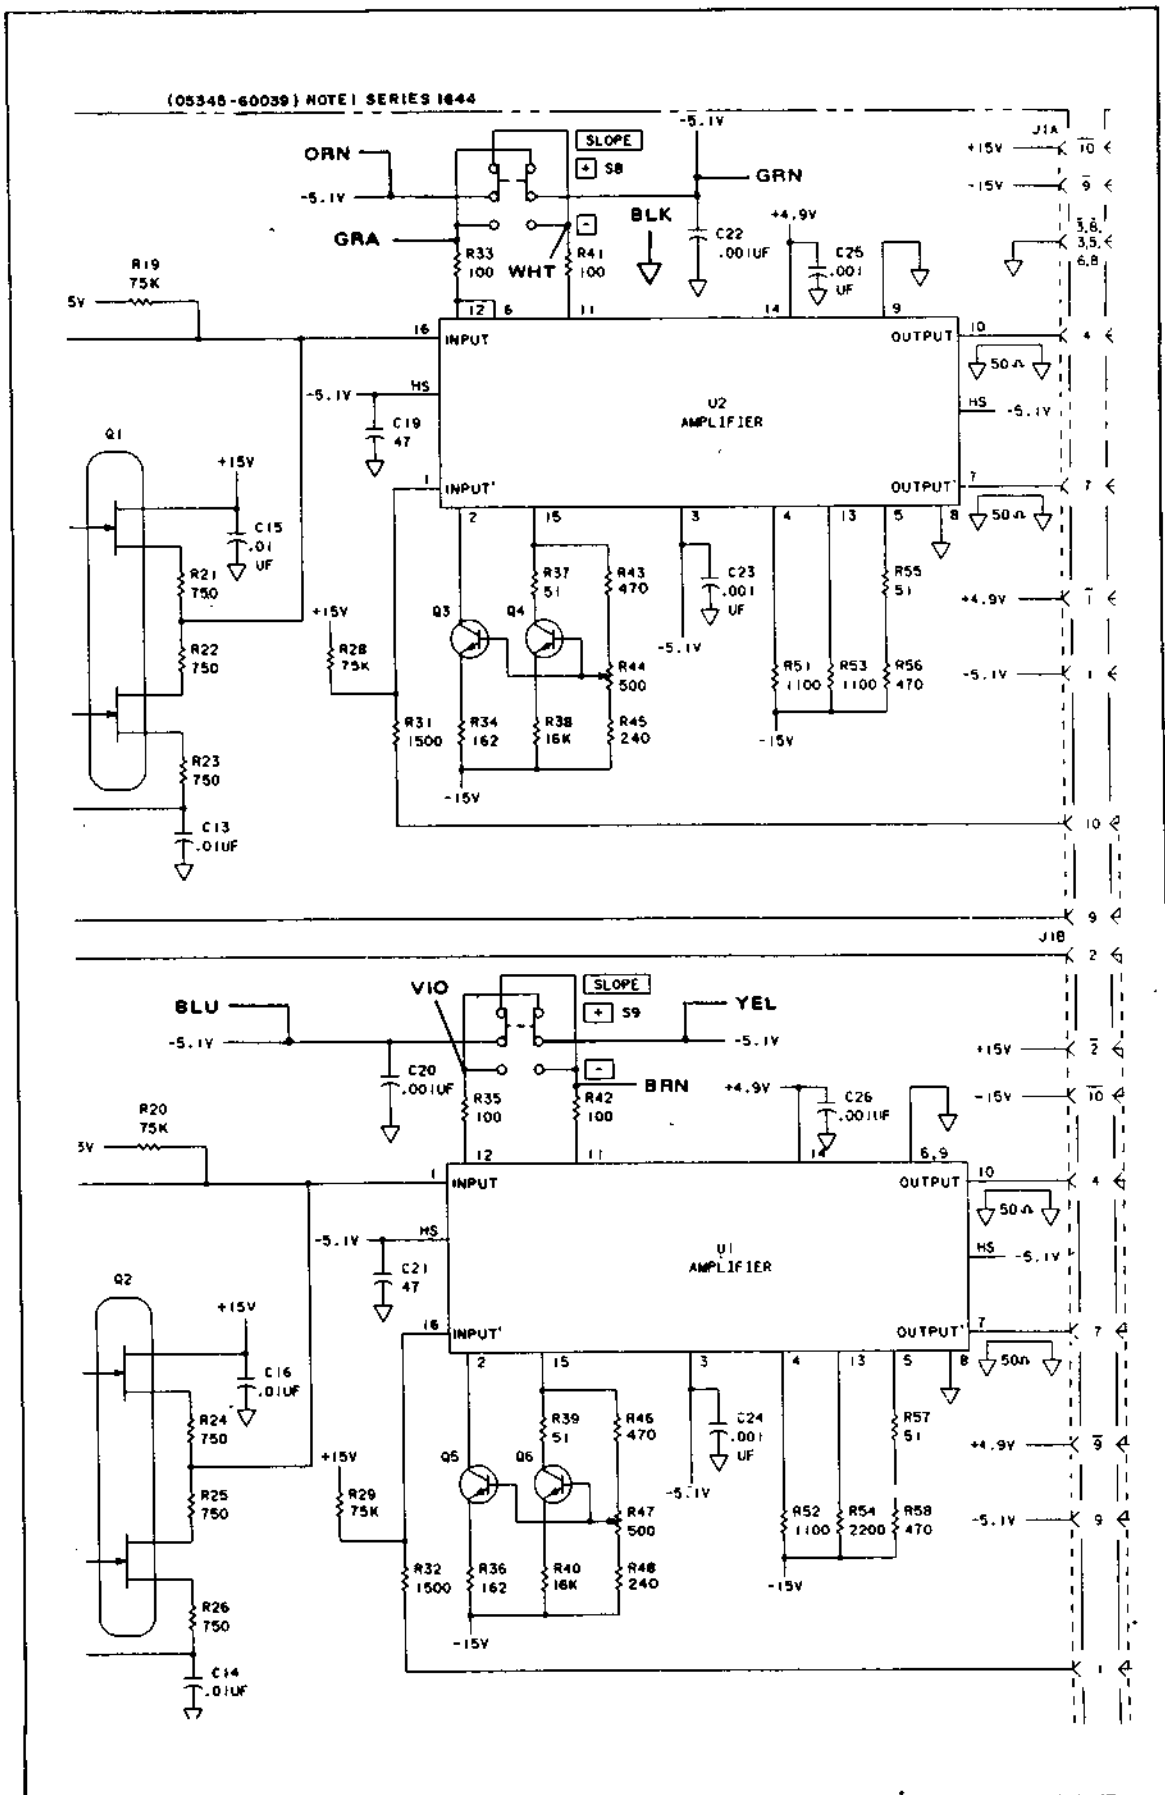 (05345-60039) NOTE1 SERIES 1644
-5.1V
J1A
SLOPE
+ S8
ORN
-5.1V
GRN
+15V 10
-15V 9
3,8,
3,5,
6,8
GRA
-
BLK
+4.9V
C22
.001UF
C25
.001
UF
R33
100
WHT
R41
100
R19
75K
5V
12 6 11 14 9
16 INPUT
OUTPUT 10
4
50Ω
-5.1V HS
HS -5.1V
U2
AMPLIFIER
C19
47
Q1
+15V
1 INPUT'
OUTPUT' 7
7
50Ω
2 15 3 4 13 5 8
C15
.01
UF
R21
750
R37
51
R43
470
C23
.001
UF
R55
51
+4.9V 1
+15V
Q3 Q4
R22
750
R28
75K
-5.1V
R44
500
R51
1100
R53
1100
R56
470
-5.1V 1
R31
1500
R34
162
R38
16K
R45
240
-15V
R23
750
-15V
C13
.01UF
10
9
J1B
2
VIO
SLOPE
+ S9
BLU
YEL
-5.1V
-5.1V
+15V 2
C20
.001UF
-
BRN
+4.9V
-15V 10
R35
100
R42
100
C26
.001UF
R20
75K
5V
12 11 14 6,9
1 INPUT
OUTPUT 10
4
50Ω
-5.1V HS
HS -5.1V
U1
AMPLIFIER
C21
47
Q2
+15V
16 INPUT'
OUTPUT' 7
7
50Ω
2 15 3 4 13 5 8
C16
.01UF
R24
750
R39
51
R46
470
C24
.001
UF
R57
51
+4.9V 9
+15V
Q5 Q6
R25
750
R29
75K
-5.1V
R47
500
R52
1100
R54
2200
R58
470
-5.1V 9
R32
1500
R36
162
R40
16K
R48
240
-15V
R26
750
-15V
C14
.01UF
1